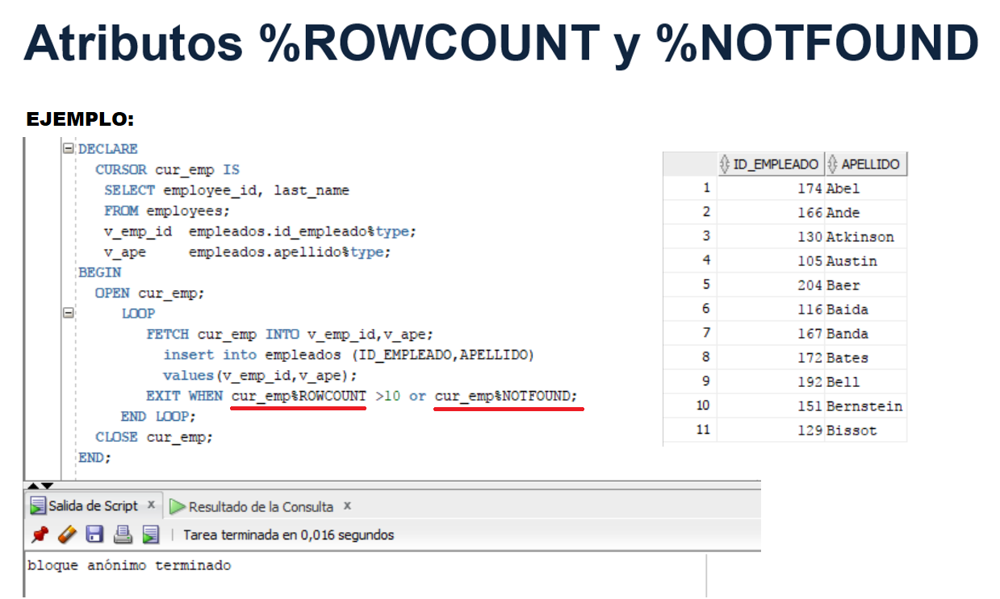 Atributos %ROWCOUNT y %NOTFOUND
EJEMPLO:
DECLARE
CURSOR cur_emp IS
SELECT employee_id, last_name
FROM employees;
v_emp_id empleados.id_empleado%type;
v_ape empleados.apellido%type;
BEGIN
OPEN cur_emp;
LOOP
FETCH cur_emp INTO v_emp_id,v_ape;
insert into empleados (ID_EMPLEADO,APELLIDO)
values(v_emp_id,v_ape);
EXIT WHEN cur_emp%ROWCOUNT >10 or cur_emp%NOTFOUND;
END LOOP;
CLOSE cur_emp;
END;
ID_EMPLEADO APELLIDO
1 174 Abel
2 166 Ande
3 130 Atkinson
4 105 Austin
5 204 Baer
6 116 Baida
7 167 Banda
8 172 Bates
9 192 Bell
10 151 Bernstein
11 129 Bissot
Salida de Script x Resultado de la Consulta x
Tarea terminada en 0,016 segundos
bloque anónimo terminado